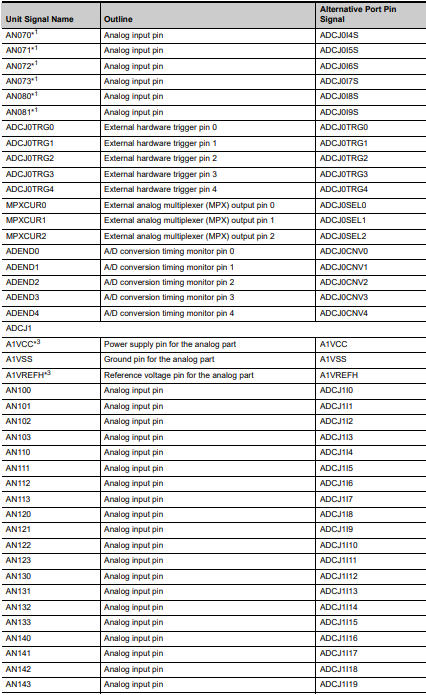 Unit Signal Name Outline Alternative Port Pin Signal
AN070*1 Analog input pin ADCJ0I4S
AN071*1 Analog input pin ADCJ0I5S
AN072*1 Analog input pin ADCJ0I6S
AN073*1 Analog input pin ADCJ0I7S
AN080*1 Analog input pin ADCJ0I8S
AN081*1 Analog input pin ADCJ0I9S
ADCJ0TRG0 External hardware trigger pin 0 ADCJ0TRG0
ADCJ0TRG1 External hardware trigger pin 1 ADCJ0TRG1
ADCJ0TRG2 External hardware trigger pin 2 ADCJ0TRG2
ADCJ0TRG3 External hardware trigger pin 3 ADCJ0TRG3
ADCJ0TRG4 External hardware trigger pin 4 ADCJ0TRG4
MPXCUR0 External analog multiplexer (MPX) output pin 0 ADCJ0SEL0
MPXCUR1 External analog multiplexer (MPX) output pin 1 ADCJ0SEL1
MPXCUR2 External analog multiplexer (MPX) output pin 2 ADCJ0SEL2
ADEND0 A/D conversion timing monitor pin 0 ADCJ0CNV0
ADEND1 A/D conversion timing monitor pin 1 ADCJ0CNV1
ADEND2 A/D conversion timing monitor pin 2 ADCJ0CNV2
ADEND3 A/D conversion timing monitor pin 3 ADCJ0CNV3
ADEND4 A/D conversion timing monitor pin 4 ADCJ0CNV4
ADCJ1
A1VCC*3 Power supply pin for the analog part A1VCC
A1VSS Ground pin for the analog part A1VSS
A1VREFH*3 Reference voltage pin for the analog part A1VREFH
AN100 Analog input pin ADCJ1I0
AN101 Analog input pin ADCJ1I1
AN102 Analog input pin ADCJ1I2
AN103 Analog input pin ADCJ1I3
AN110 Analog input pin ADCJ1I4
AN111 Analog input pin ADCJ1I5
AN112 Analog input pin ADCJ1I6
AN113 Analog input pin ADCJ1I7
AN120 Analog input pin ADCJ1I8
AN121 Analog input pin ADCJ1I9
AN122 Analog input pin ADCJ1I10
AN123 Analog input pin ADCJ1I11
AN130 Analog input pin ADCJ1I12
AN131 Analog input pin ADCJ1I13
AN132 Analog input pin ADCJ1I14
AN133 Analog input pin ADCJ1I15
AN140 Analog input pin ADCJ1I16
AN141 Analog input pin ADCJ1I17
AN142 Analog input pin ADCJ1I18
AN143 Analog input pin ADCJ1I19